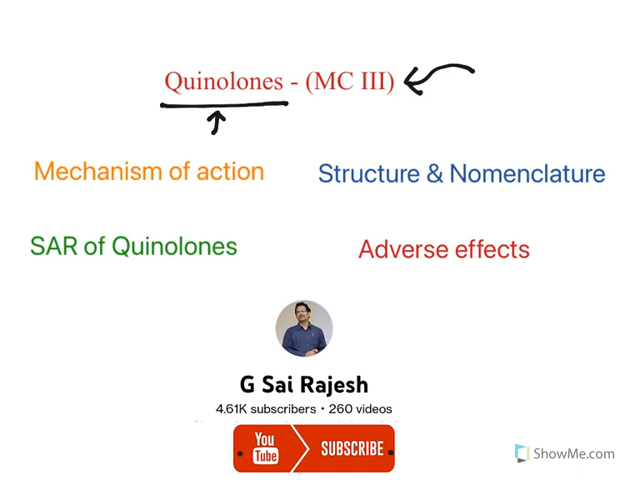 Quinolones - (MC III)
Mechanism of action
Structure & Nomenclature
SAR of Quinolones
Adverse effects
G Sai Rajesh
4.61K subscribers • 260 videos
You
Tube
SUBSCRIBE
ShowMe.com